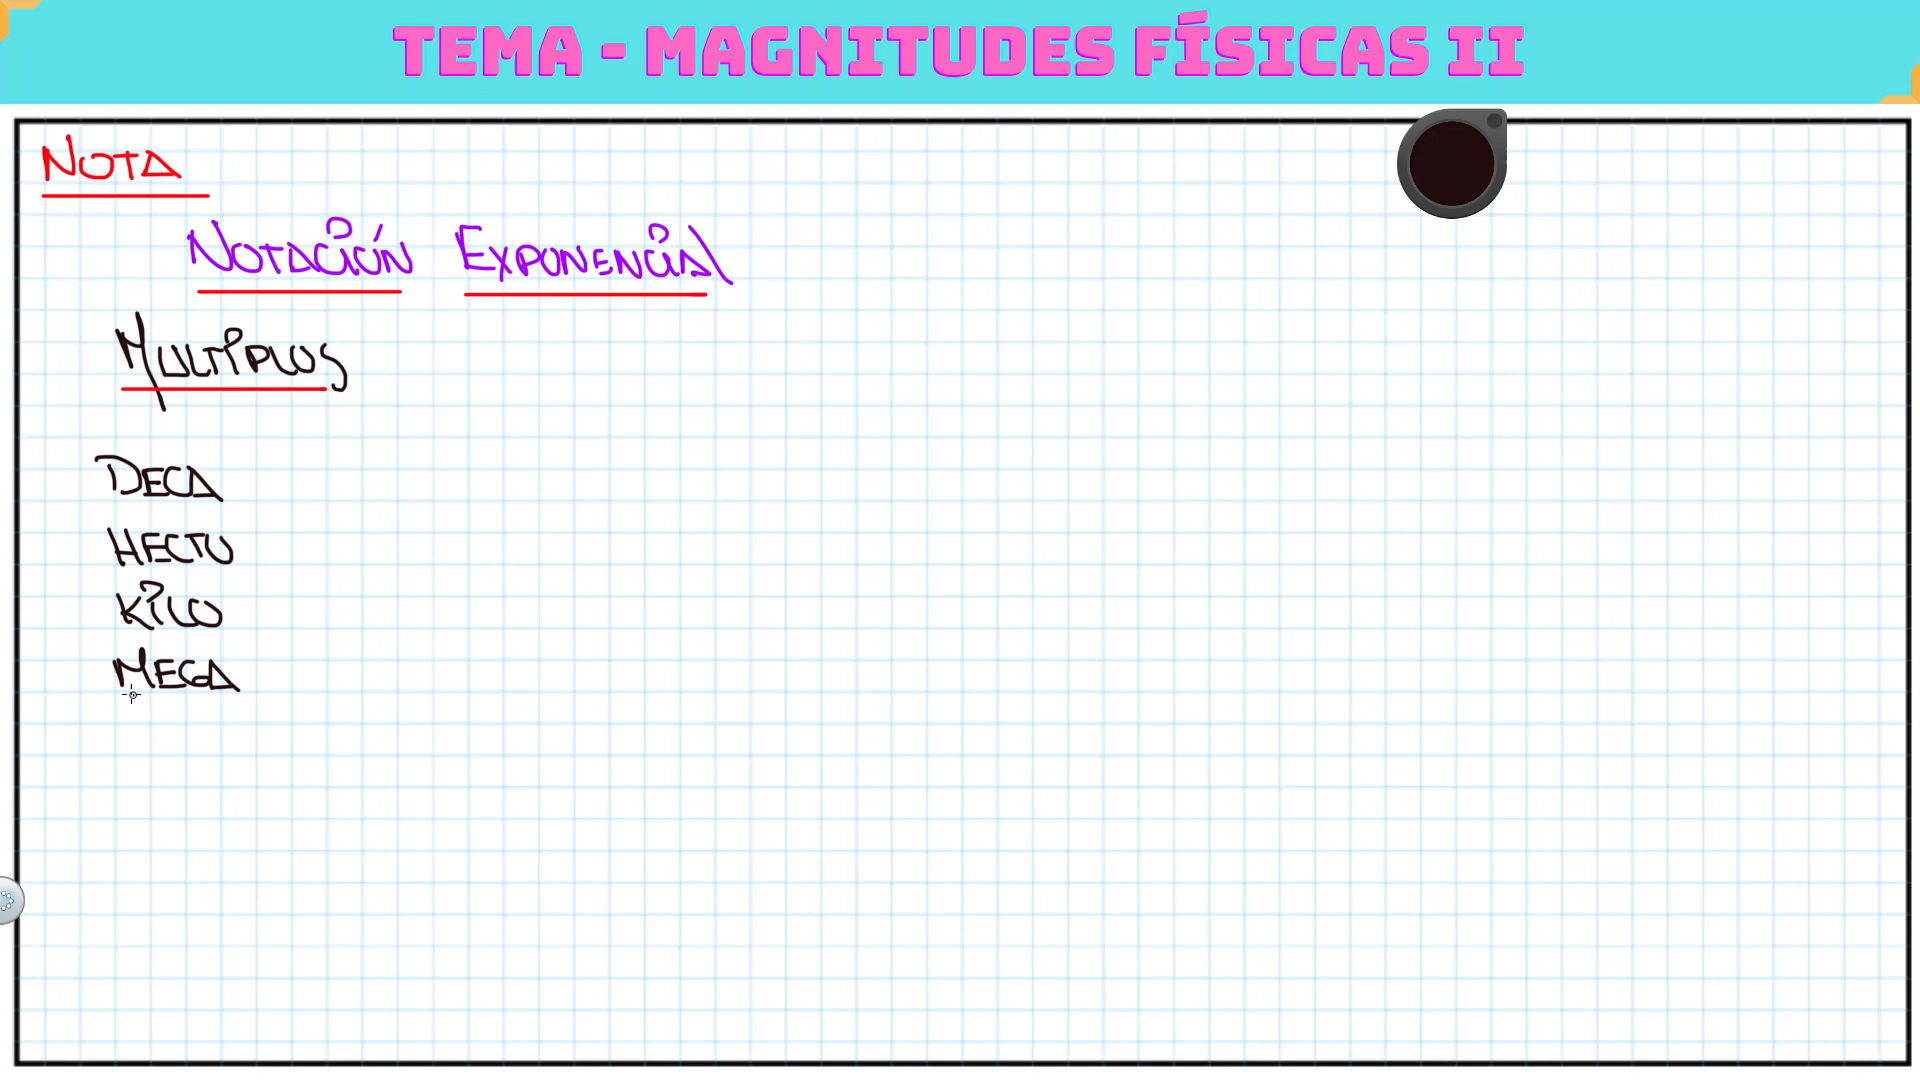 TEMA - MAGNITUDES FÍSICAS II
NOTA
NOTACIÓN EXPONENCIAL
MULTIPLOS
DECA
HECTO
KILO
MEGA